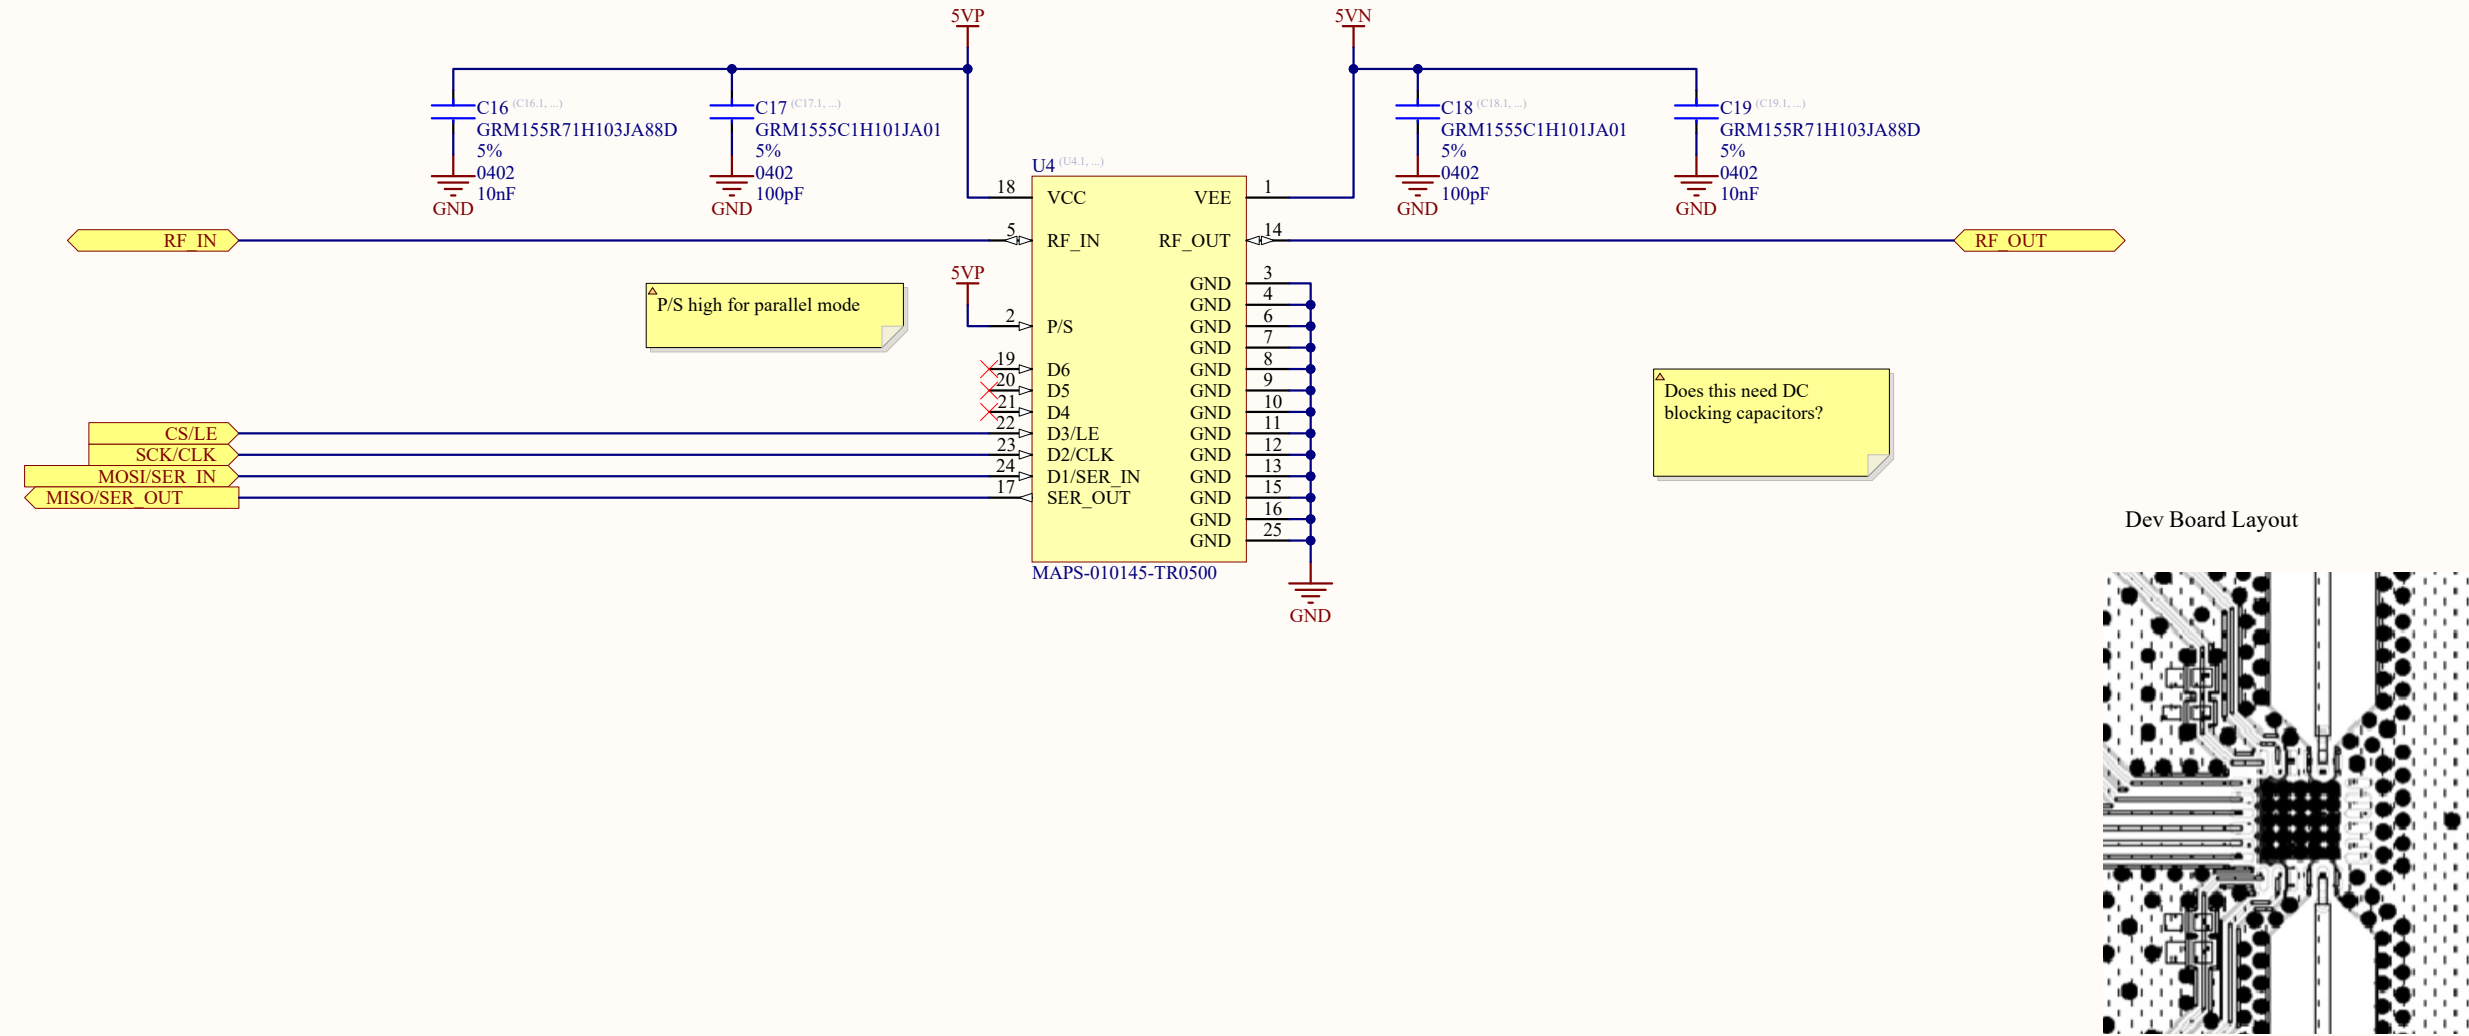 5VP
5VN
C16 (C16.1, ...)
GRM155R71H103JA88D
5%
0402
10nF
GND
C17 (C17.1, ...)
GRM1555C1H101JA01
5%
0402
100pF
GND
C18 (C18.1, ...)
GRM1555C1H101JA01
5%
0402
100pF
GND
C19 (C19.1, ...)
GRM155R71H103JA88D
5%
0402
10nF
GND
U4 (U4.1, ...)
18 VCC VEE 1
RF_IN 5 RF_IN RF_OUT 14 RF_OUT
5VP
P/S high for parallel mode
GND 3
GND 4
2 P/S GND 6
GND 7
19 D6 GND 8
20 D5 GND 9
21 D4 GND 10
CS/LE 22 D3/LE GND 11
SCK/CLK 23 D2/CLK GND 12
MOSI/SER_IN 24 D1/SER_IN GND 13
MISO/SER_OUT 17 SER_OUT GND 15
GND 16
GND 25
MAPS-010145-TR0500
GND
Does this need DC
blocking capacitors?
Dev Board Layout